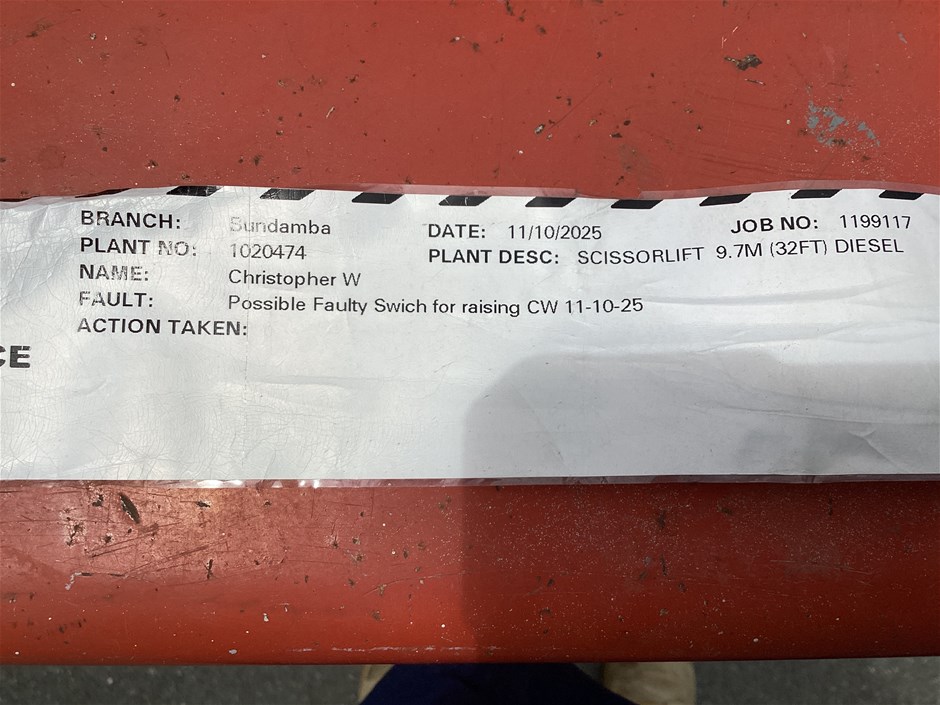 BRANCH: Bundamba DATE: 11/10/2025 JOB NO: 1199117
PLANT NO: 1020474 PLANT DESC: SCISSORLIFT 9.7M (32FT) DIESEL
NAME: Christopher W
FAULT: Possible Faulty Swich for raising CW 11-10-25
ACTION TAKEN:
CE